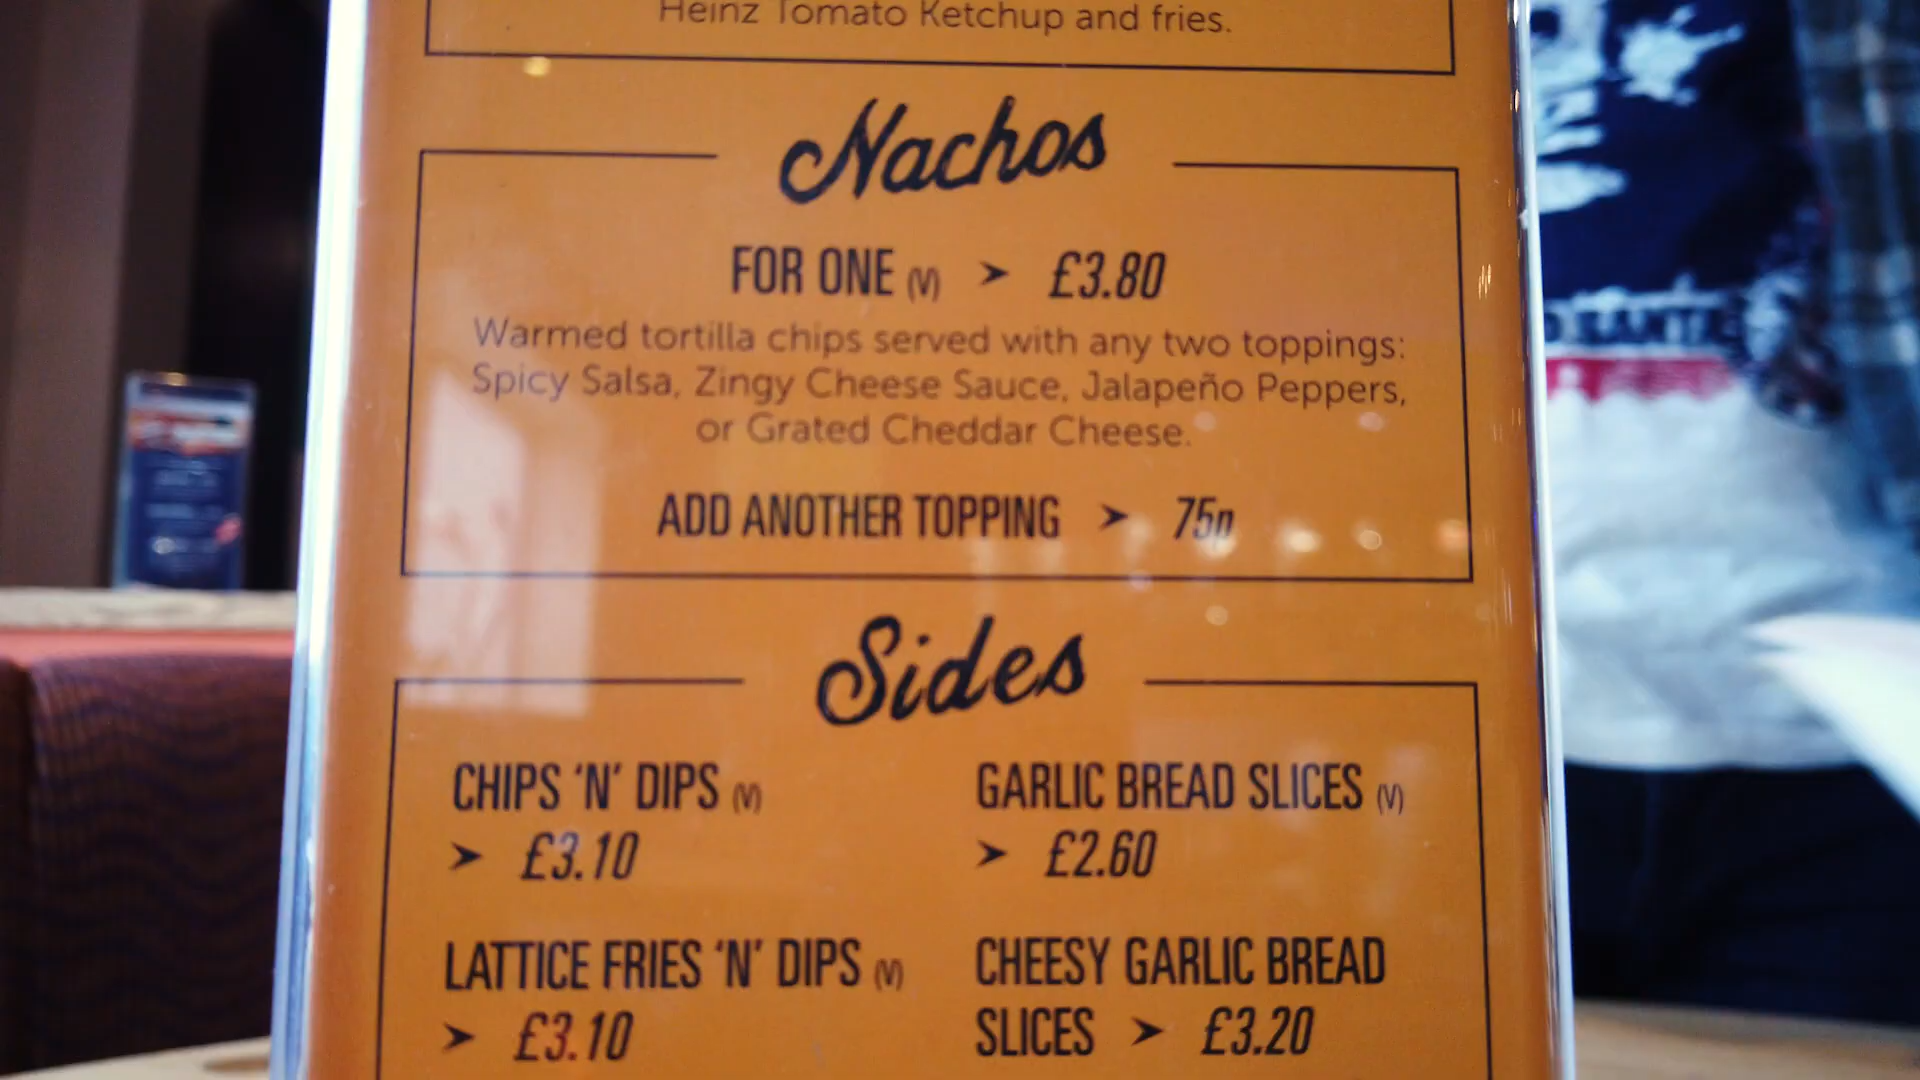 Heinz Tomato Ketchup and fries.
Nachos
FOR ONE (V) ➤ £3.80
Warmed tortilla chips served with any two toppings:
Spicy Salsa, Zingy Cheese Sauce, Jalapeño Peppers,
or Grated Cheddar Cheese.
ADD ANOTHER TOPPING ➤ 75p
Sides
CHIPS ‘N’ DIPS (V)
➤ £3.10
GARLIC BREAD SLICES (V)
➤ £2.60
LATTICE FRIES ‘N’ DIPS (V)
➤ £3.10
CHEESY GARLIC BREAD
SLICES ➤ £3.20
SANTA